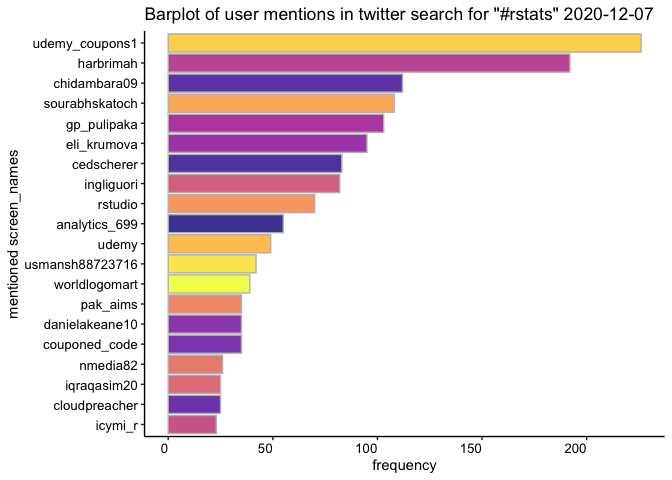 Barplot of user mentions in twitter search for "#rstats" 2020-12-07
udemy_coupons1
harbrimah
chidambara09
sourabhskatoch
gp_pulipaka
eli_krumova
cedscherer
ingliguori
rstudio
analytics_699
udemy
usmansh88723716
worldlogomart
pak_aims
danielakeane10
couponed_code
nmedia82
iqraqasim20
cloudpreacher
icymi_r
mentioned screen_names
0 50 100 150 200
frequency